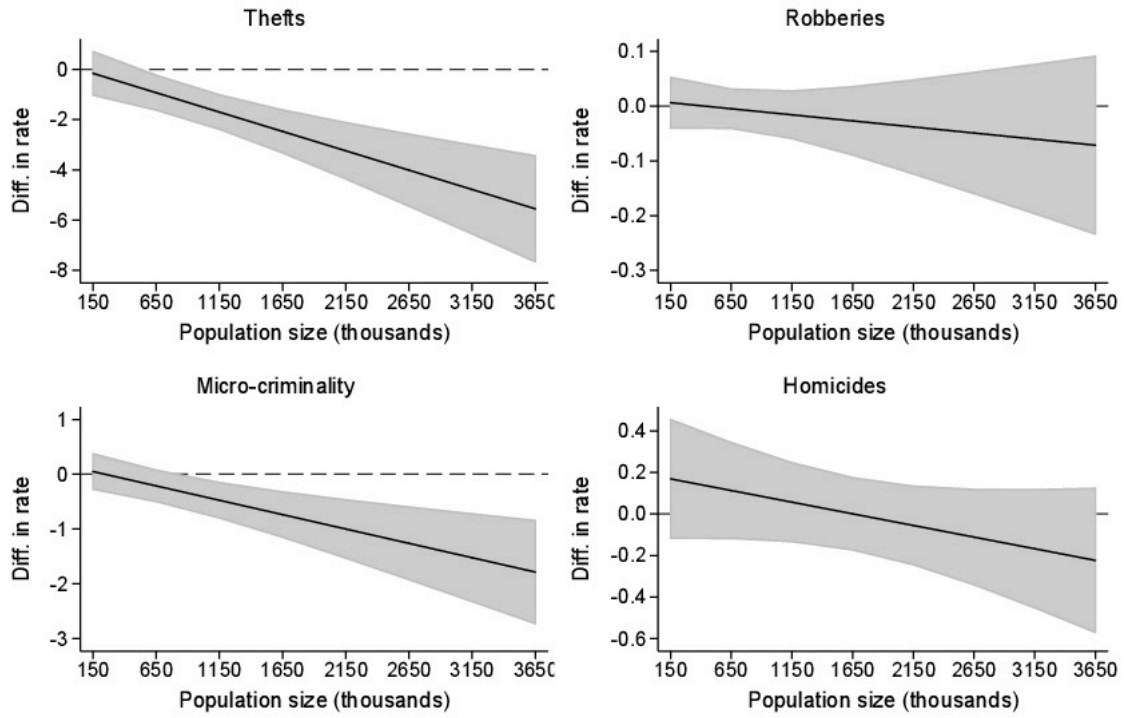 Thefts
Diff. in rate
0
-2
-4
-6
-8
150 650 1150 1650 2150 2650 3150 3650
Population size (thousands)
Robberies
Diff. in rate
0.1
0.0
-0.1
-0.2
-0.3
150 650 1150 1650 2150 2650 3150 3650
Population size (thousands)
Micro-criminality
Diff. in rate
1
0
-1
-2
-3
150 650 1150 1650 2150 2650 3150 3650
Population size (thousands)
Homicides
Diff. in rate
0.4
0.2
0.0
-0.2
-0.4
-0.6
150 650 1150 1650 2150 2650 3150 3650
Population size (thousands)